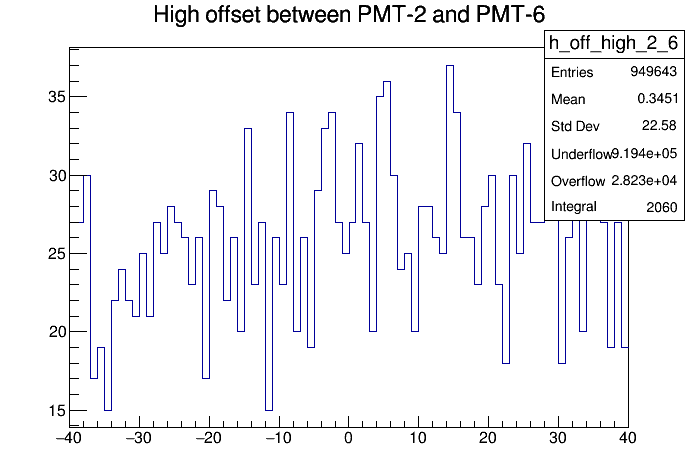 High offset between PMT-2 and PMT-6
h_off_high_2_6
Entries 949643
Mean 0.3451
Std Dev 22.58
Underflow 9.194e+05
Overflow 2.823e+04
Integral 2060
35
30
25
20
15
−40 −30 −20 −10 0 10 20 30 40